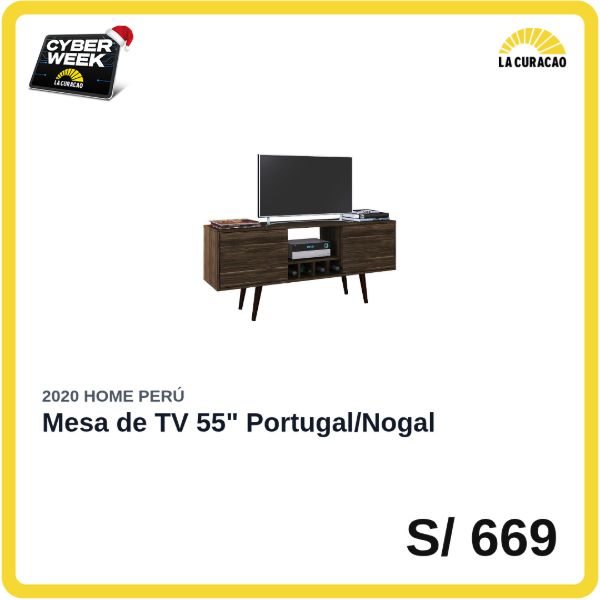 CYBER
WEEK
LA CURACAO
LA CURACAO
2020 HOME PERÚ
Mesa de TV 55" Portugal/Nogal
S/ 669